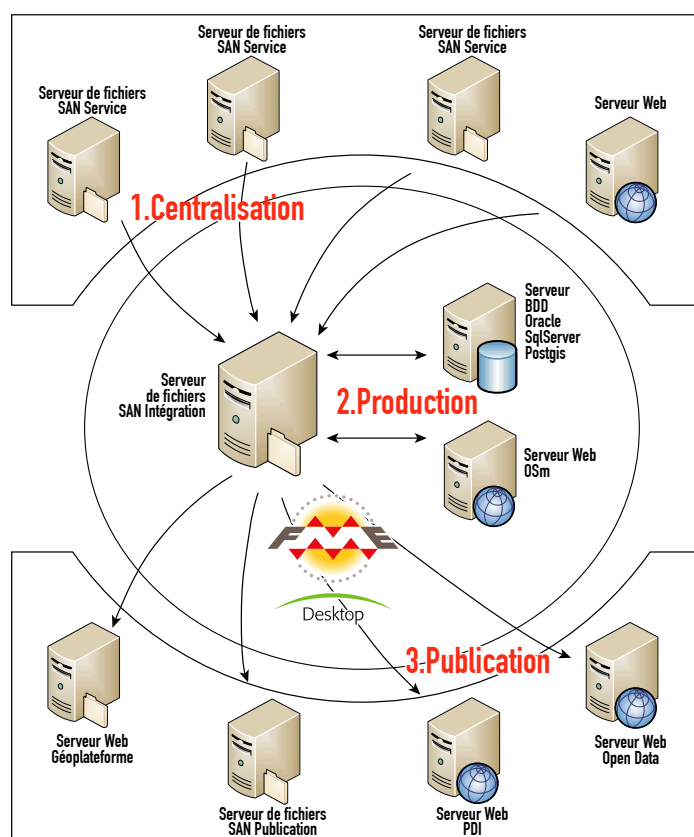 Serveur de fichiers
SAN Service
Serveur de fichiers
SAN Service
Serveur de fichiers
SAN Service
Serveur Web
1.Centralisation
Serveur
BDD
Oracle
SqlServer
Postgis
Serveur
de fichiers
SAN Intégration
2.Production
Serveur Web
OSm
FME
Desktop
3.Publication
Serveur Web
Géoplateforme
Serveur de fichiers
SAN Publication
Serveur Web
PDI
Serveur Web
Open Data